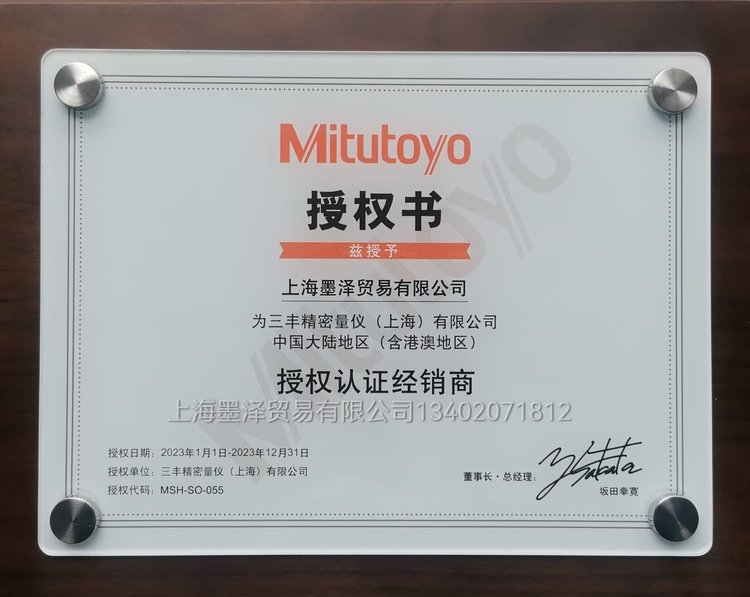 Mitutoyo
授权书
兹授予
上海墨泽贸易有限公司
为三丰精密量仪（上海）有限公司
中国大陆地区（含港澳地区）
授权认证经销商
上海墨泽贸易有限公司13402071812
授权日期：2023年1月1日-2023年12月31日
授权单位：三丰精密量仪（上海）有限公司
授权代码：MSH-SO-055
董事长·总经理：
坂田幸寛
Mitutoyo